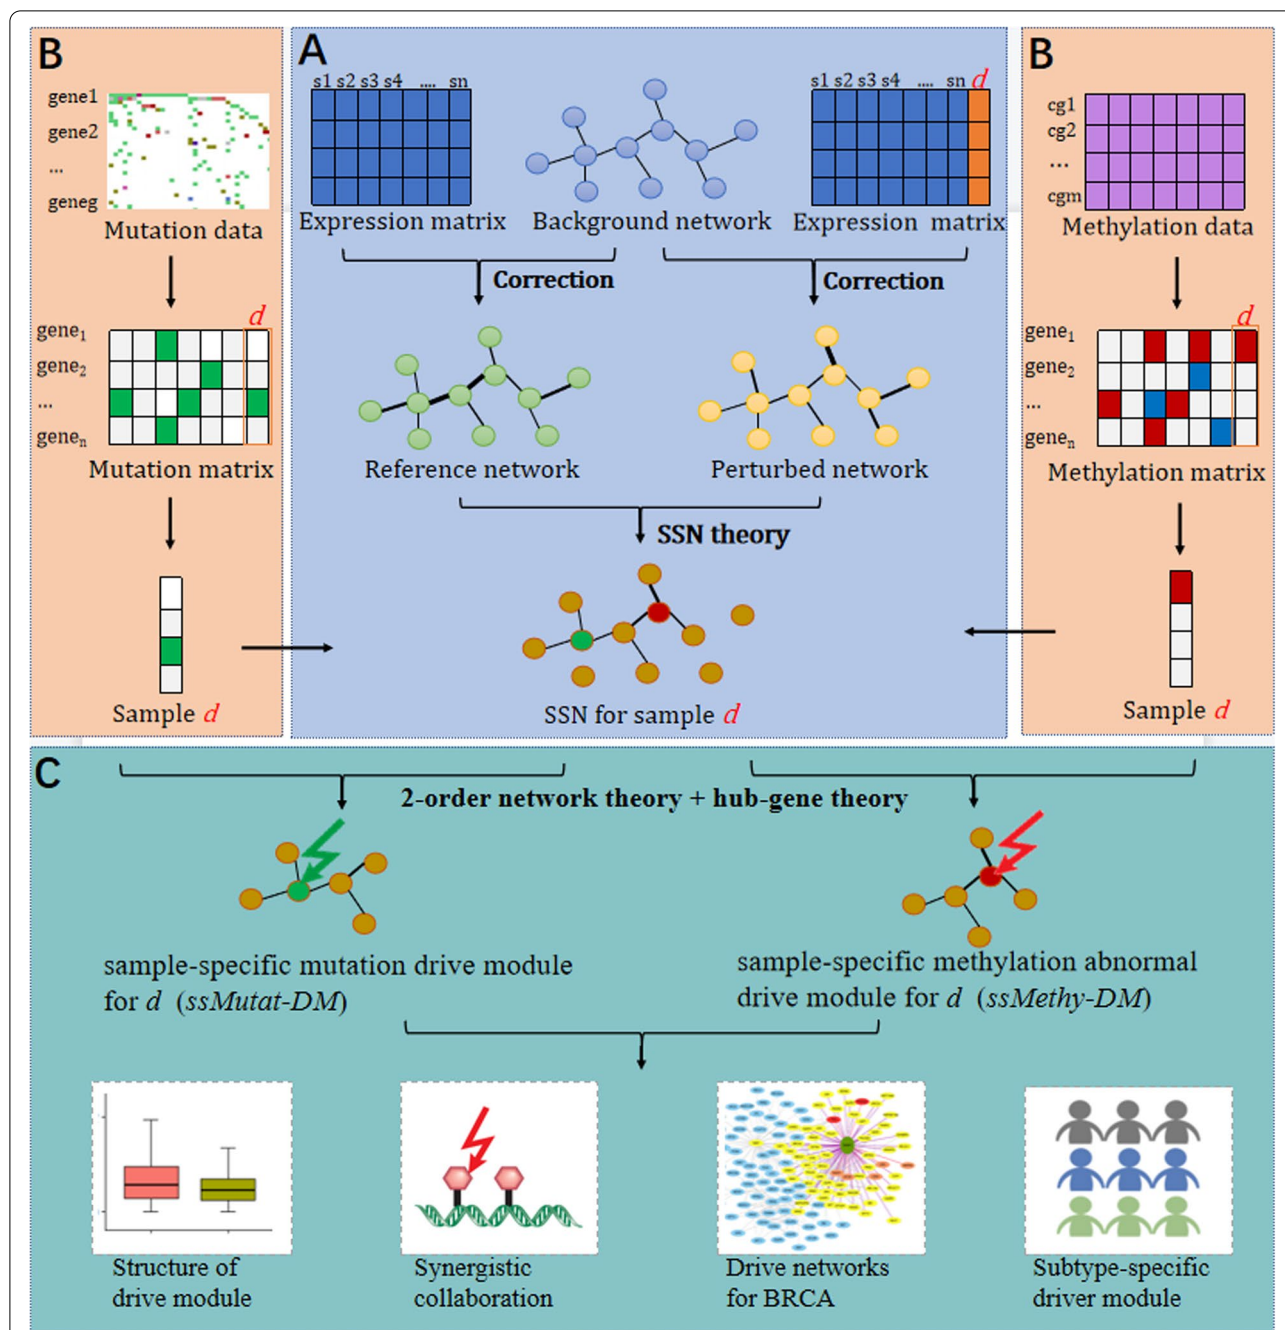 B
gene1
gene2
...
geneg
Mutation data
d
gene1
gene2
...
genen
Mutation matrix
Sample d
A
s1 s2 s3 s4 .... sn
Expression matrix
Background network
s1 s2 s3 s4 .... sn d
Expression matrix
Correction
Correction
Reference network
Perturbed network
SSN theory
SSN for sample d
B
cg1
cg2
...
cgm
Methylation data
d
gene1
gene2
...
genen
Methylation matrix
Sample d
C
2-order network theory + hub-gene theory
sample-specific mutation drive module
for d (ssMutat-DM)
sample-specific methylation abnormal
drive module for d (ssMethy-DM)
Structure of
drive module
Synergistic
collaboration
Drive networks
for BRCA
Subtype-specific
driver module